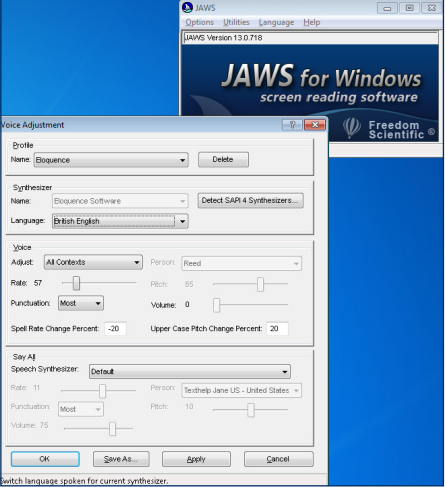 JAWS
Options Utilities Language Help
JAWS Version 13.0.718
JAWS for Windows
screen reading software
Freedom
Scientific ®
Voice Adjustment
Profile
Name: Eloquence Delete
Synthesizer
Name: Eloquence Software Detect SAPI 4 Synthesizers...
Language: British English
Voice
Adjust: All Contexts Person: Reed
Rate: 57 Pitch: 65
Punctuation: Most Volume: 0
Spell Rate Change Percent: -20 Upper Case Pitch Change Percent: 20
Say All
Speech Synthesizer: Default
Rate: 11 Person: Texthelp Jane US - United States
Punctuation: Most Pitch: 10
Volume: 75
OK Save As... Apply Cancel
Switch language spoken for current synthesizer.